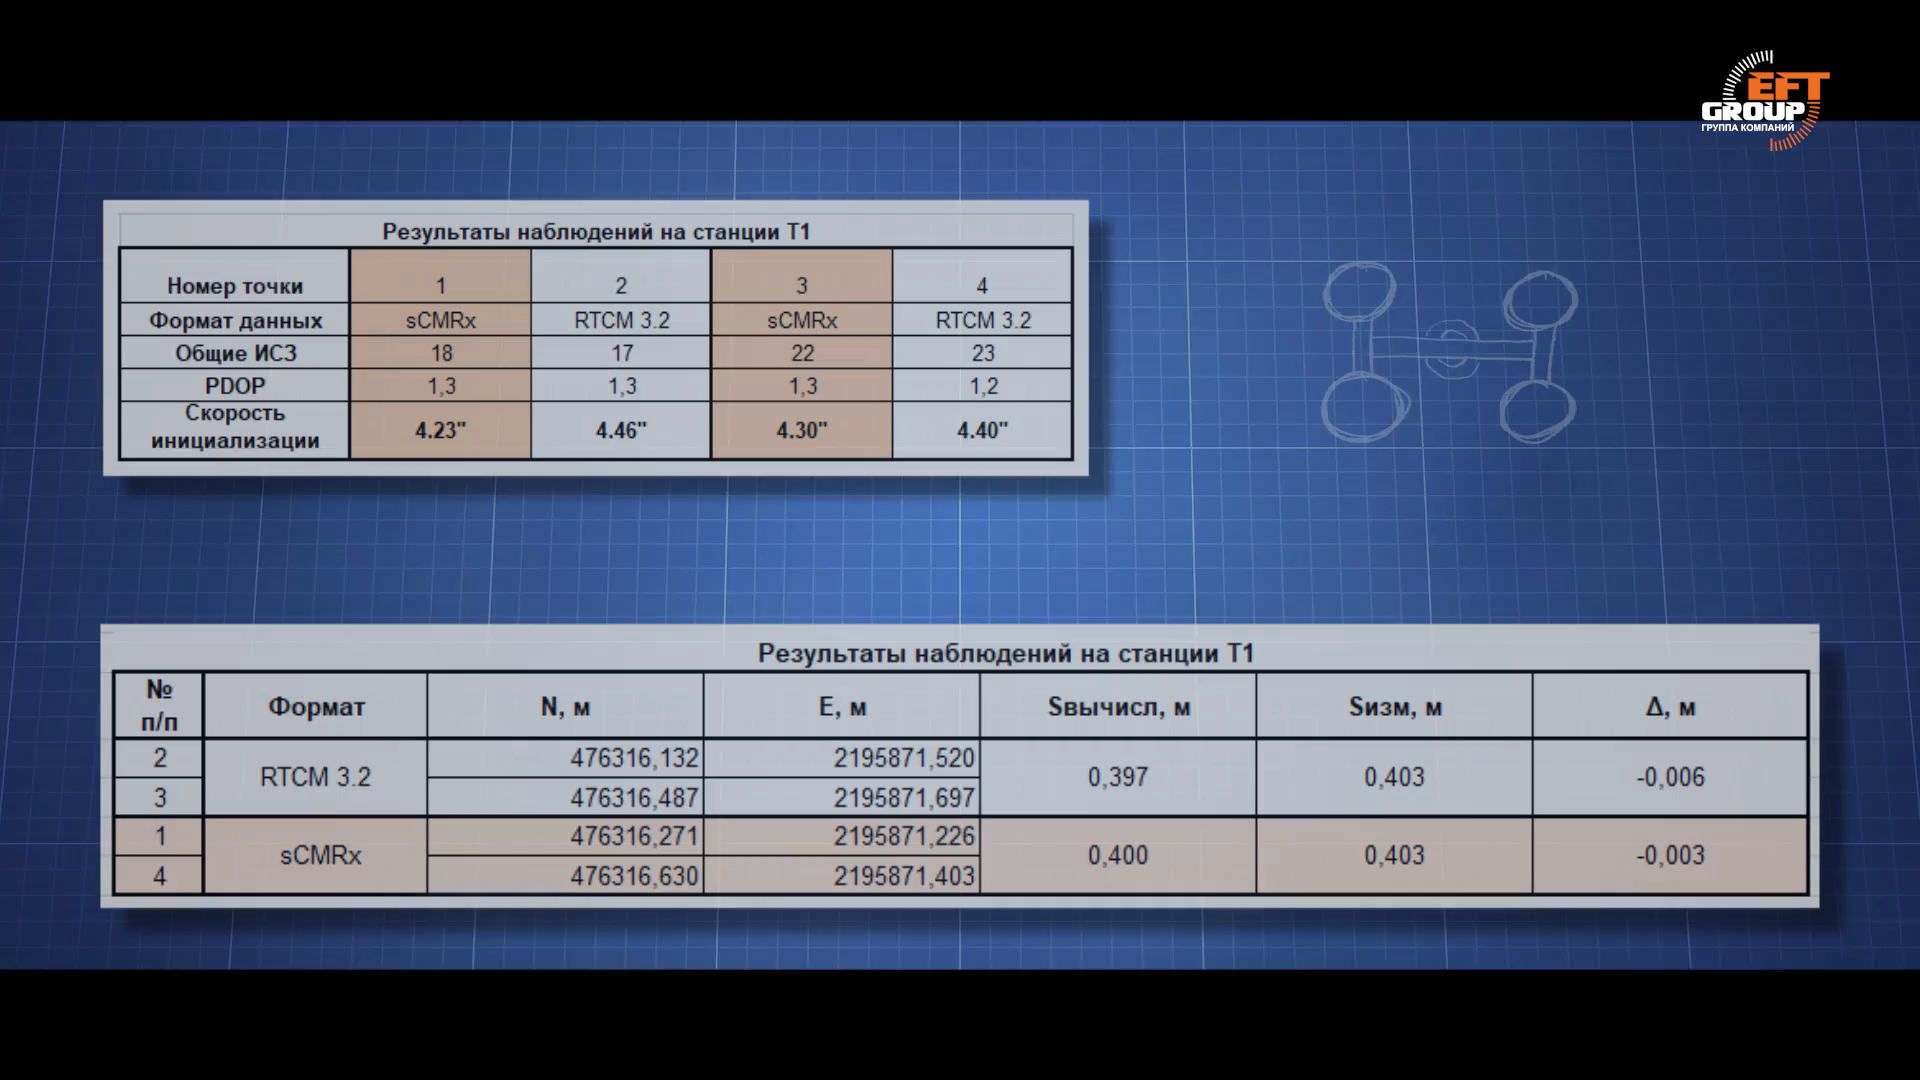 EFT
GROUP
ГРУППА КОМПАНИЙ
Результаты наблюдений на станции Т1
Номер точки 1 2 3 4
Формат данных sCMRx RTCM 3.2 sCMRx RTCM 3.2
Общие ИСЗ 18 17 22 23
PDOP 1,3 1,3 1,3 1,2
Скорость
инициализации 4.23" 4.46" 4.30" 4.40"
Результаты наблюдений на станции Т1
№
п/п Формат N, м E, м Sвычисл, м Sизм, м Δ, м
2 RTCM 3.2 476316,132 2195871,520 0,397 0,403 -0,006
3 476316,487 2195871,697
1 sCMRx 476316,271 2195871,226 0,400 0,403 -0,003
4 476316,630 2195871,403